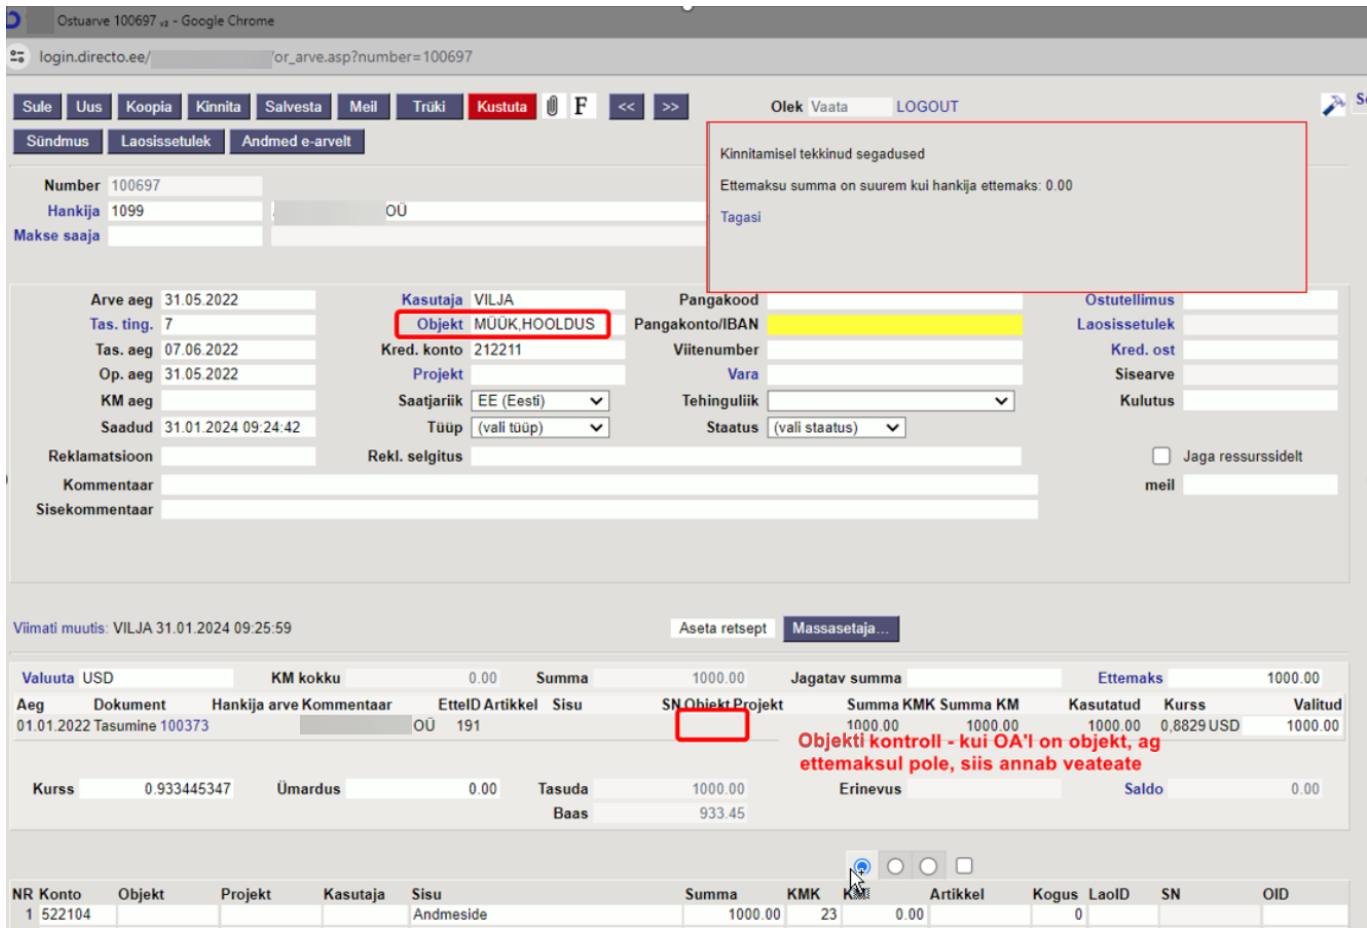 Ostuarve 100697 v2 - Google Chrome
login.directo.ee/ /or_arve.asp?number=100697
Sule Uus Koopia Kinnita Salvesta Meil Trüki Kustuta F << >> Olek Vaata LOGOUT
Sündmus Laosissetulek Andmed e-arvelt
Kinnitamisel tekkinud segadused
Ettemaksu summa on suurem kui hankija ettemaks: 0.00
Tagasi
Number 100697
Hankija 1099 OÜ
Makse saaja
Arve aeg 31.05.2022 Kasutaja VILJA Pangakood Ostutellimus
Tas. ting. 7 Objekt MÜÜK,HOOLDUS Pangakonto/IBAN Laosissetulek
Tas. aeg 07.06.2022 Kred. konto 212211 Viitenumber Kred. ost
Op. aeg 31.05.2022 Projekt Vara Sisearve
KM aeg Saatjariik EE (Eesti) Tehinguliik Kulutus
Saadud 31.01.2024 09:24:42 Tüüp (vali tüüp) Staatus (vali staatus)
Reklamatsioon Rekl. selgitus Jaga ressurssidelt
Kommentaar meil
Sisekommentaar
Viimati muutis: VILJA 31.01.2024 09:25:59 Aseta retsept Massasetaja...
Valuuta USD KM kokku 0.00 Summa 1000.00 Jagatav summa Ettemaks 1000.00
Aeg Dokument Hankija arve Kommentaar EtteID Artikkel Sisu SN Objekt Projekt Summa KMK Summa KM Kasutatud Kurss Valitud
01.01.2022 Tasumine 100373 OÜ 191 1000.00 1000.00 1000.00 0,8829 USD 1000.00
Objekti kontroll - kui OA'l on objekt, ag
ettemaksul pole, siis annab veateate
Kurss 0.933445347 Ümardus 0.00 Tasuda 1000.00 Erinevus Saldo 0.00
Baas 933.45
NR Konto Objekt Projekt Kasutaja Sisu Summa KMK KM Artikkel Kogus LaoID SN OID
1 522104 Andmeside 1000.00 23 0.00 0